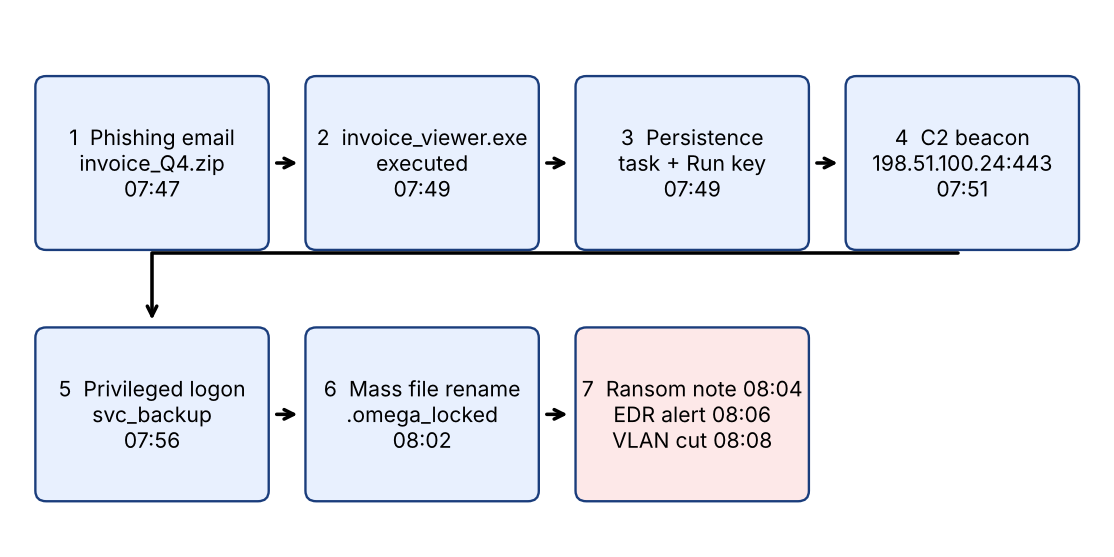 1 Phishing email
invoice_Q4.zip
07:47
2 invoice_viewer.exe
executed
07:49
3 Persistence
task + Run key
07:49
4 C2 beacon
198.51.100.24:443
07:51
5 Privileged logon
svc_backup
07:56
6 Mass file rename
.omega_locked
08:02
7 Ransom note 08:04
EDR alert 08:06
VLAN cut 08:08